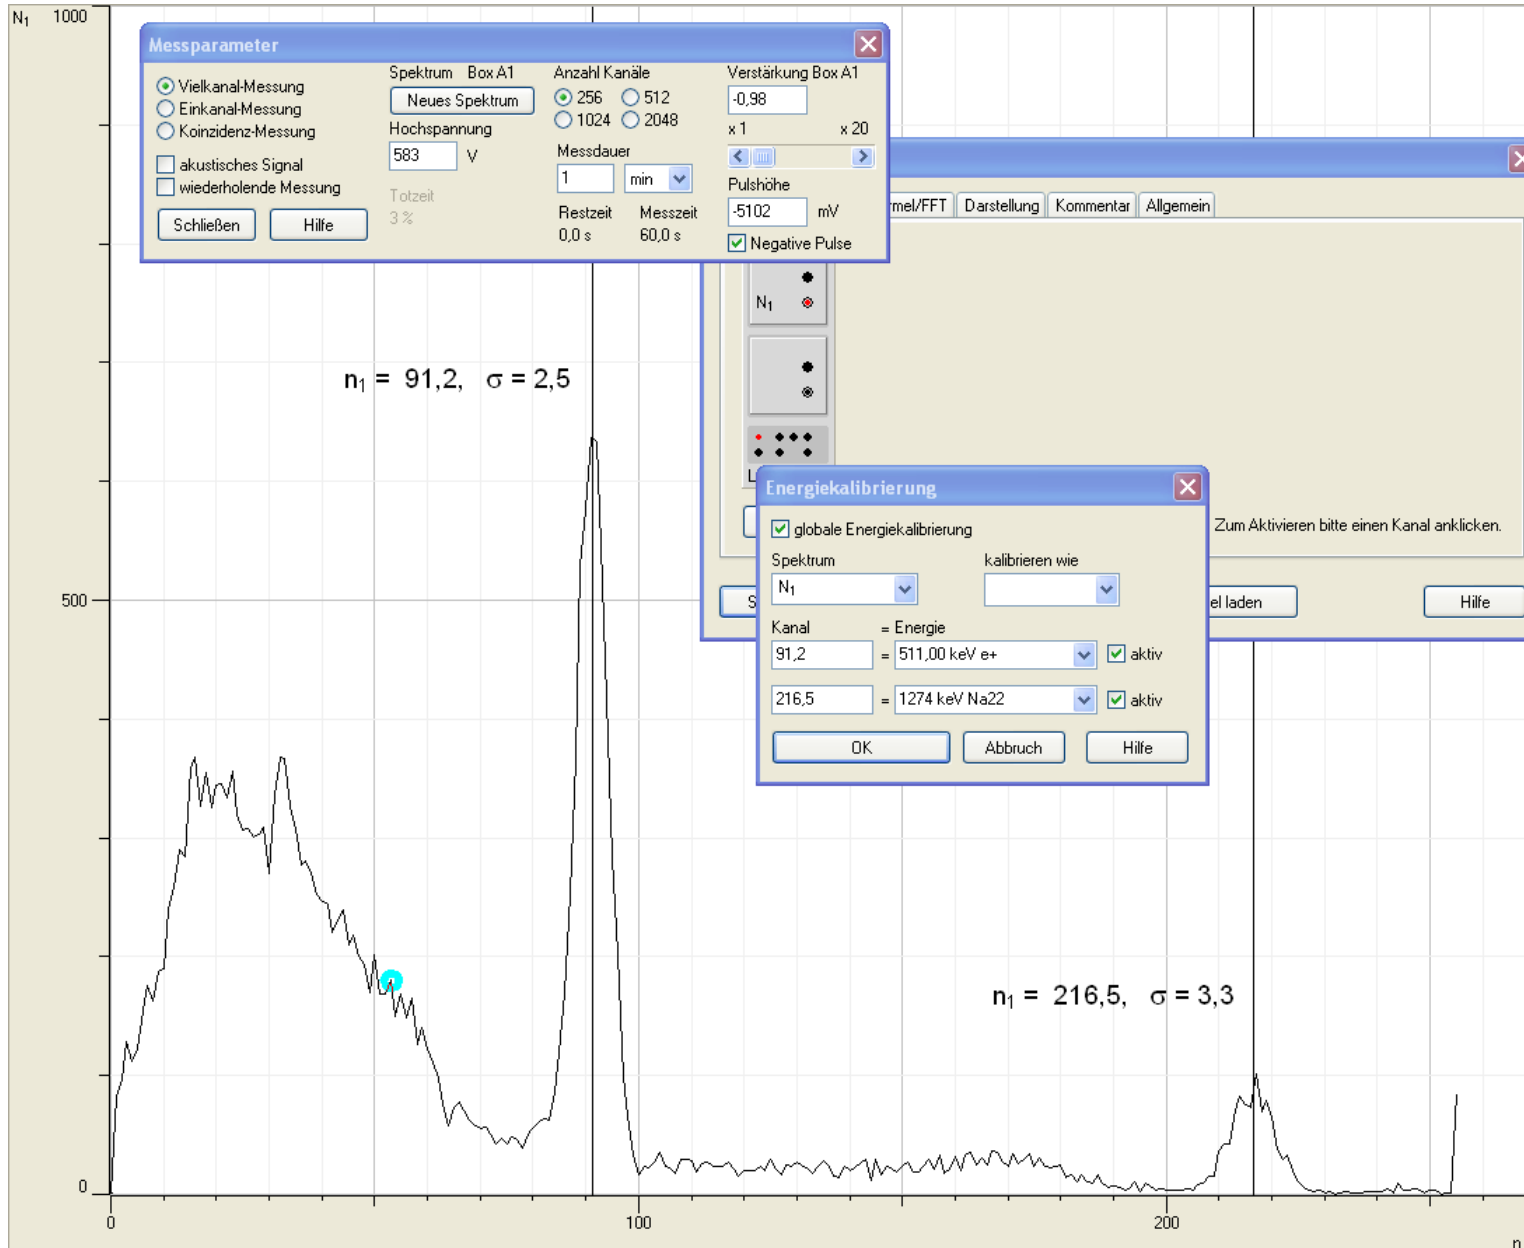 N1 1000
Messparameter
Vielkanal-Messung
Einkanal-Messung
Koinzidenz-Messung
akustisches Signal
wiederholende Messung
Schließen Hilfe
Spektrum Box A1
Neues Spektrum
Hochspannung
583 V
Totzeit
3 %
Anzahl Kanäle
256 512
1024 2048
Messdauer
1 min
Restzeit Messzeit
0,0 s 60,0 s
Verstärkung Box A1
-0,98
x 1 x 20
Pulshöhe
-5102 mV
Negative Pulse
rmel/FFT Darstellung Kommentar Allgemein
N1
L
Zum Aktivieren bitte einen Kanal anklicken.
S el laden Hilfe
n1 = 91,2, σ = 2,5
Energiekalibrierung
globale Energiekalibrierung
Spektrum kalibrieren wie
N1
Kanal = Energie
91,2 = 511,00 keV e+ aktiv
216,5 = 1274 keV Na22 aktiv
OK Abbruch Hilfe
500
n1 = 216,5, σ = 3,3
0
0 100 200
n